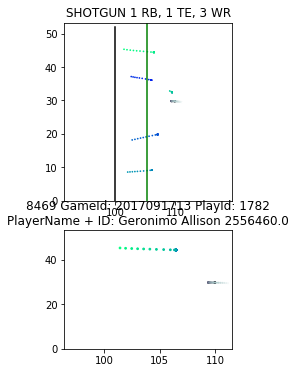 SHOTGUN 1 RB, 1 TE, 3 WR
50
40
30
20
10
0
100 110
8469 GameId: 2017091713 PlayId: 1782
PlayerName + ID: Geronimo Allison 2556460.0
40
20
0
100 105 110